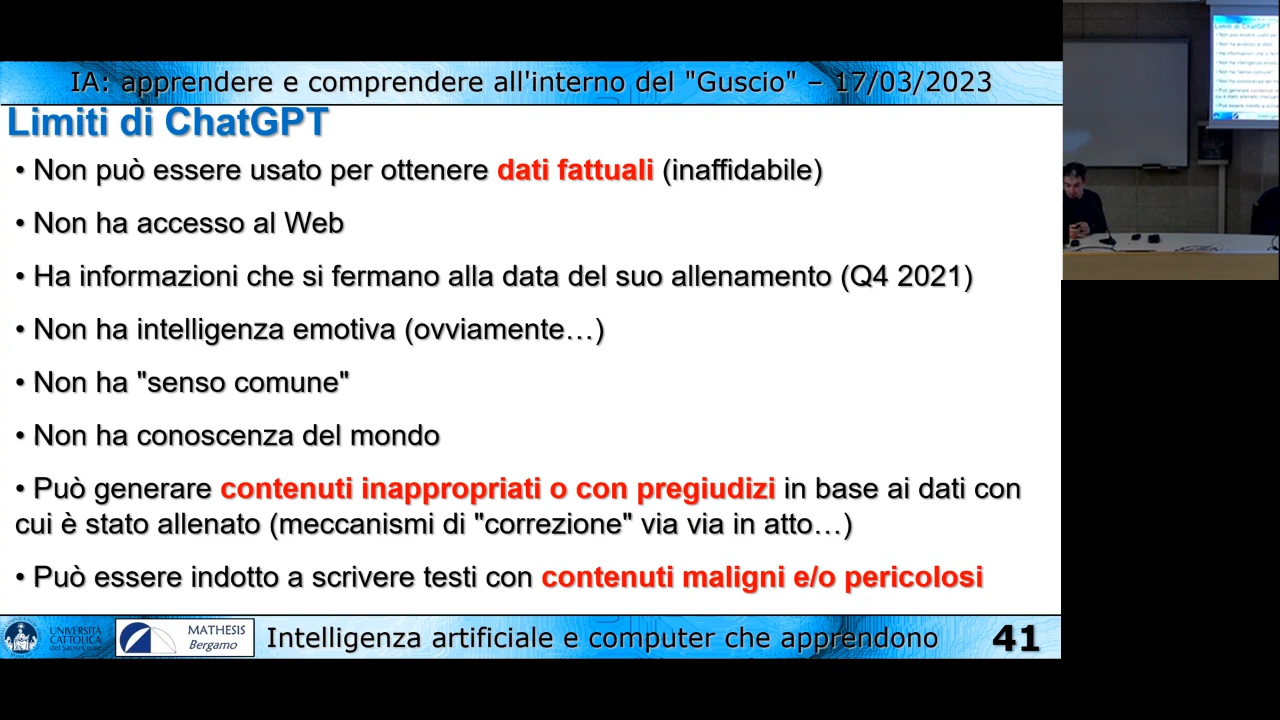 IA: apprendere e comprendere all'interno del "Guscio" – 17/03/2023
Limiti di ChatGPT
• Non può essere usato per ottenere dati fattuali (inaffidabile)
• Non ha accesso al Web
• Ha informazioni che si fermano alla data del suo allenamento (Q4 2021)
• Non ha intelligenza emotiva (ovviamente…)
• Non ha "senso comune"
• Non ha conoscenza del mondo
• Può generare contenuti inappropriati o con pregiudizi in base ai dati con
cui è stato allenato (meccanismi di "correzione" via via in atto…)
• Può essere indotto a scrivere testi con contenuti maligni e/o pericolosi
UNIVERSITÀ
CATTOLICA
del Sacro Cuore
MATHESIS
Bergamo
Intelligenza artificiale e computer che apprendono
41
Limiti di ChatGPT